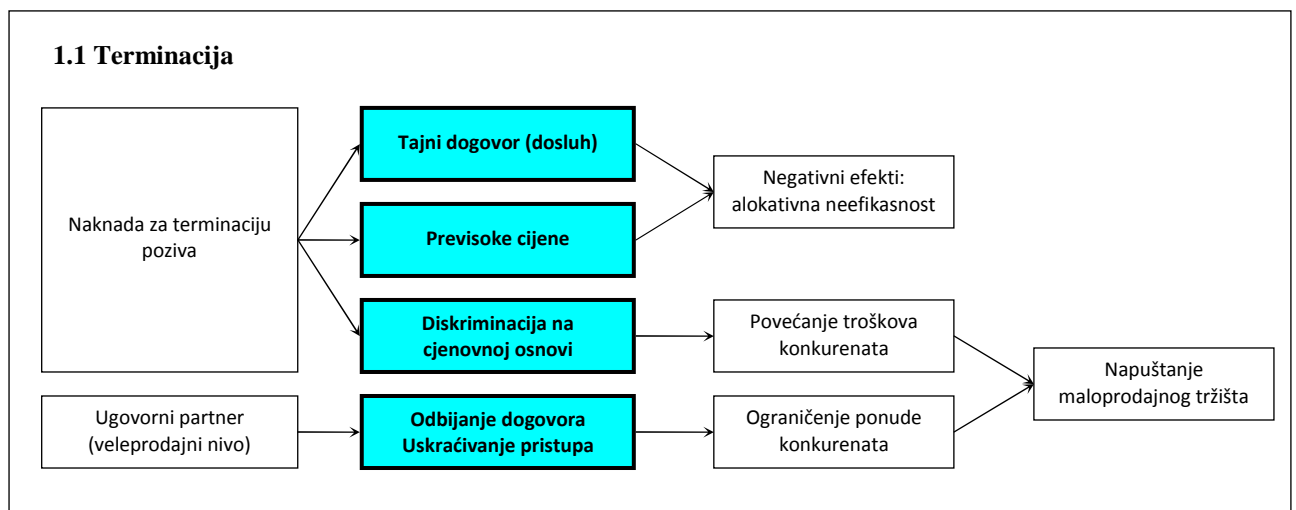 1.1 Terminacija
Naknada za terminaciju
poziva
Tajni dogovor (dosluh)
Previsoke cijene
Negativni efekti:
alokativna neefikasnost
Diskriminacija na
cjenovnoj osnovi
Povećanje troškova
konkurenata
Napuštanje
maloprodajnog tržišta
Ugovorni partner
(veleprodajni nivo)
Odbijanje dogovora
Uskraćivanje pristupa
Ograničenje ponude
konkurenata